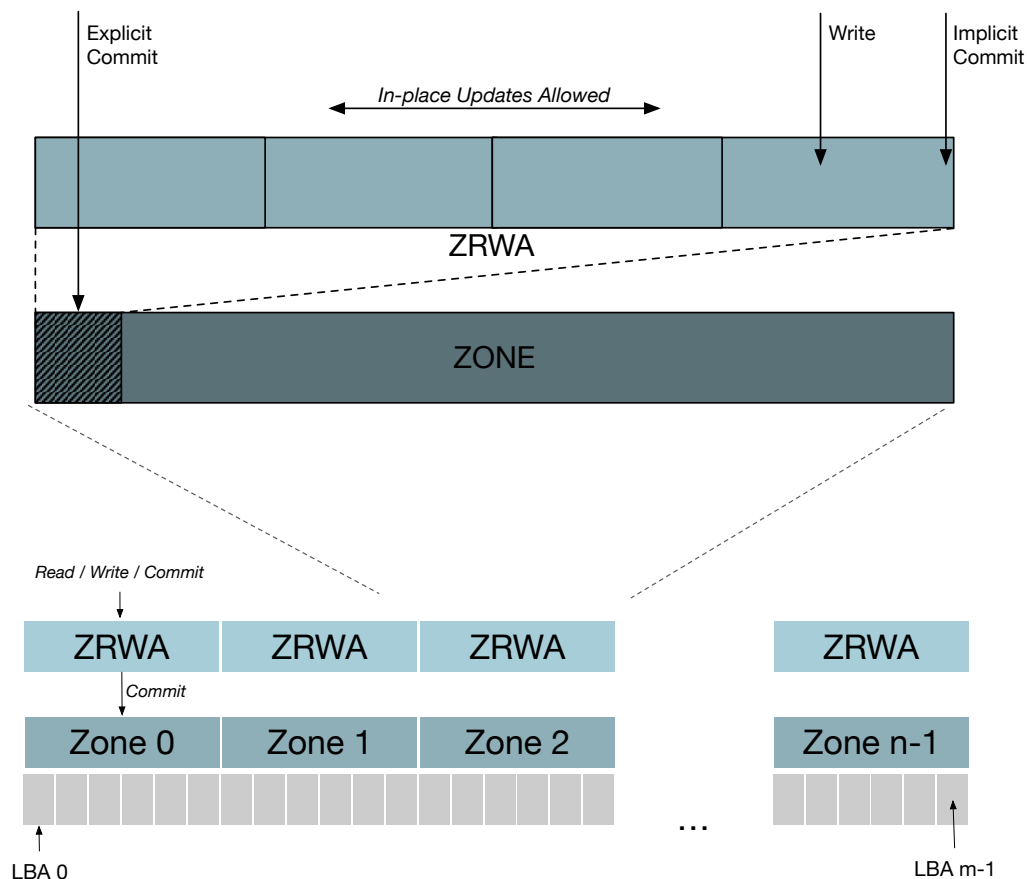 Explicit
Commit
Write
Implicit
Commit
In-place Updates Allowed
ZRWA
ZONE
Read / Write / Commit
ZRWA ZRWA ZRWA ZRWA
Commit
Zone 0 Zone 1 Zone 2 Zone n-1
...
LBA 0 LBA m-1